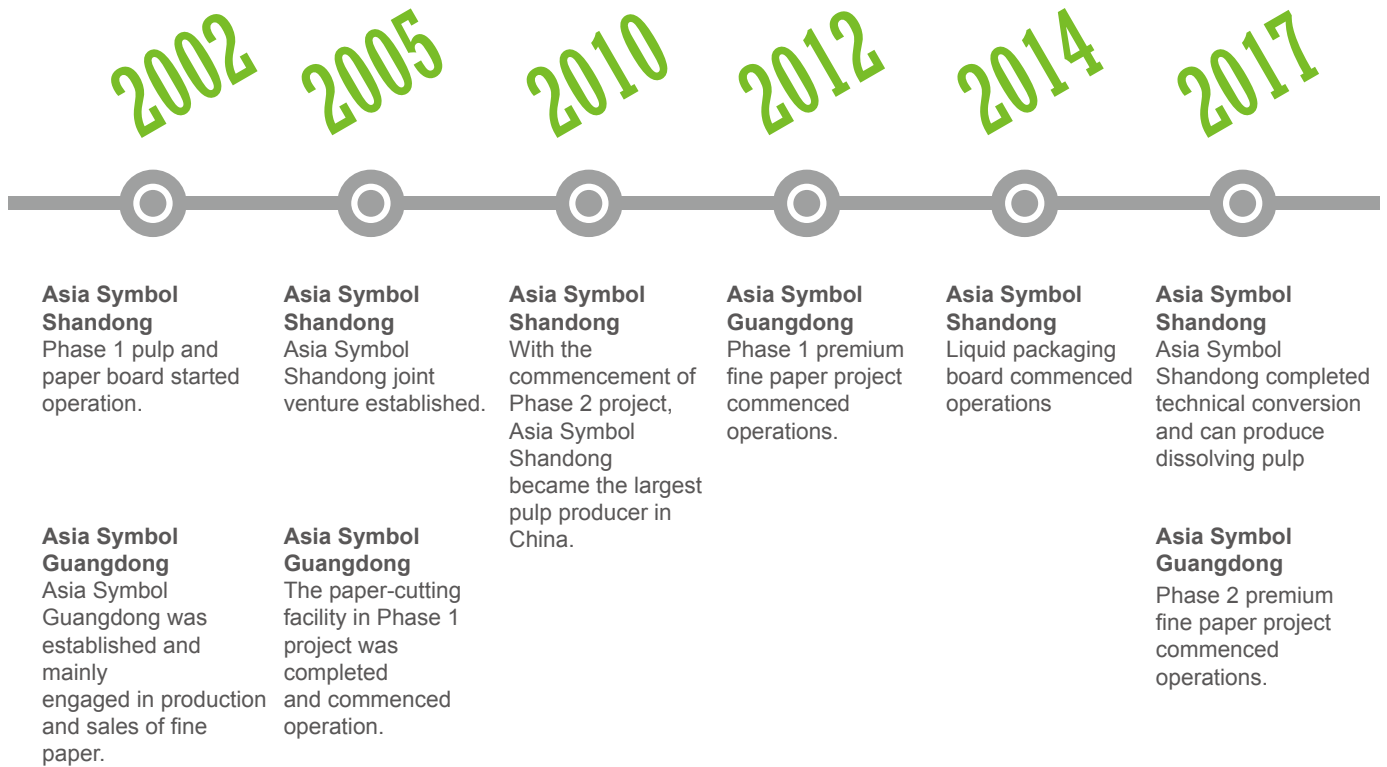 2002
2005
2010
2012
2014
2017
Asia Symbol
Shandong
Phase 1 pulp and
paper board started
operation.
Asia Symbol
Guangdong
Asia Symbol
Guangdong was
established and
mainly
engaged in production
and sales of fine
paper.
Asia Symbol
Shandong
Asia Symbol
Shandong joint
venture established.
Asia Symbol
Guangdong
The paper-cutting
facility in Phase 1
project was
completed
and commenced
operation.
Asia Symbol
Shandong
With the
commencement of
Phase 2 project,
Asia Symbol
Shandong
became the largest
pulp producer in
China.
Asia Symbol
Guangdong
Phase 1 premium
fine paper project
commenced
operations.
Asia Symbol
Shandong
Liquid packaging
board commenced
operations
Asia Symbol
Shandong
Asia Symbol
Shandong completed
technical conversion
and can produce
dissolving pulp
Asia Symbol
Guangdong
Phase 2 premium
fine paper project
commenced
operations.